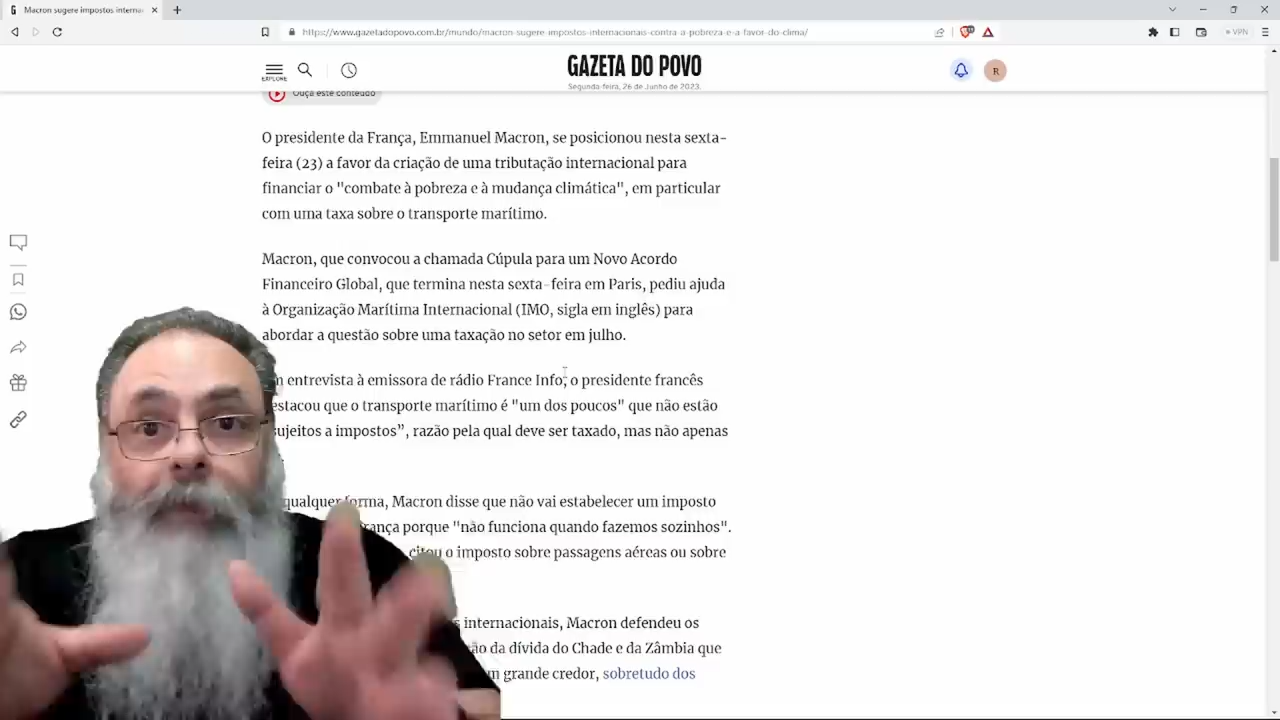 Macron sugere impostos interna
https://www.gazetadopovo.com.br/mundo/macron-sugere-impostos-internacionais-contra-a-pobreza-e-a-favor-do-clima/
VPN
EXPLORE
GAZETA DO POVO
Segunda-feira, 26 de Junho de 2023.
R
Ouça este conteúdo
O presidente da França, Emmanuel Macron, se posicionou nesta sexta-
feira (23) a favor da criação de uma tributação internacional para
financiar o "combate à pobreza e à mudança climática", em particular
com uma taxa sobre o transporte marítimo.
Macron, que convocou a chamada Cúpula para um Novo Acordo
Financeiro Global, que termina nesta sexta-feira em Paris, pediu ajuda
à Organização Marítima Internacional (IMO, sigla em inglês) para
abordar a questão sobre uma taxação no setor em julho.
entrevista à emissora de rádio France Info, o presidente francês
estacou que o transporte marítimo é "um dos poucos" que não estão
sujeitos a impostos”, razão pela qual deve ser taxado, mas não apenas
qualquer forma, Macron disse que não vai estabelecer um imposto
rança porque "não funciona quando fazemos sozinhos".
citou o imposto sobre passagens aéreas ou sobre
s internacionais, Macron defendeu os
ão da dívida do Chade e da Zâmbia que
m grande credor, sobretudo dos